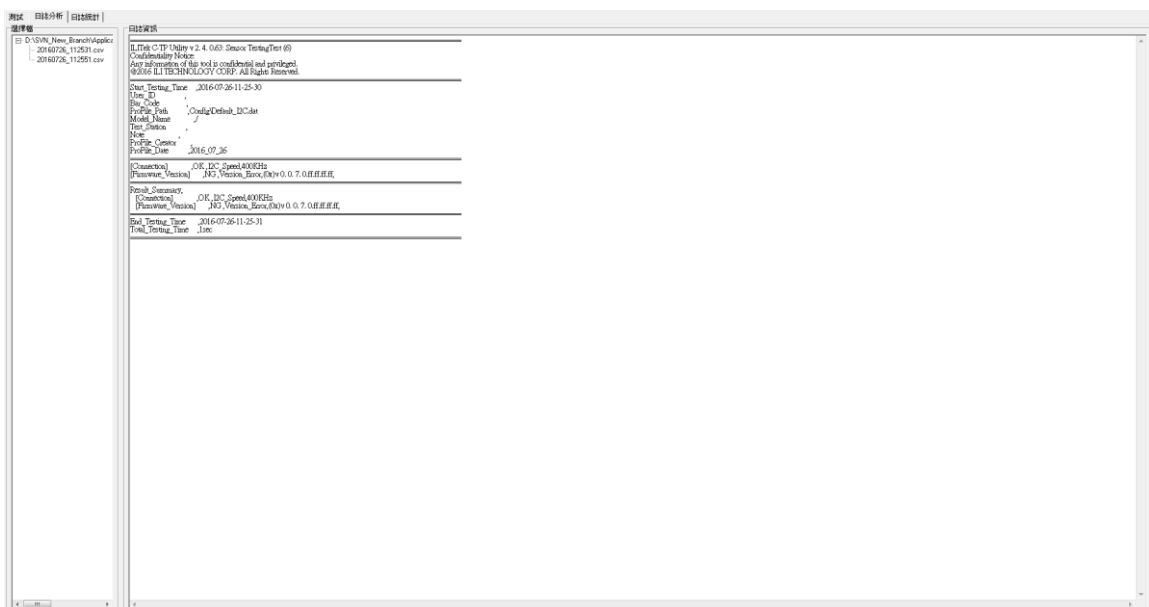 測試 日誌分析 日誌統計
選擇檔
D:\SVN_New_Branch\Applica
20160726_112531.csv
20160726_112551.csv
日誌資訊
ILITek C-TP Utility v 2. 4. 0.63: Sensor TestingTest (6)
Confidentiality Notice
Any information of this tool is confidential and privileged.
@2016 ILI TECHNOLOGY CORP. All Rights Reserved.
Start_Testing_Time ,2016-07-26-11-25-30
User_ID ,
Bar_Code ,
ProFile_Path ,Config\Default_I2C.dat
Model_Name ,/
Test_Station ,
Note ,
ProFile_Creator ,
ProFile_Date ,2016_07_26
[Connection] ,OK ,I2C_Speed,400KHz
[Firmware_Version] ,NG ,Version_Error,(0x)v 0. 0. 7. 0.ff.ff.ff.ff,
Result_Summary,
[Connection] ,OK ,I2C_Speed,400KHz
[Firmware_Version] ,NG ,Version_Error,(0x)v 0. 0. 7. 0.ff.ff.ff.ff,
End_Testing_Time ,2016-07-26-11-25-31
Total_Testing_Time ,1sec